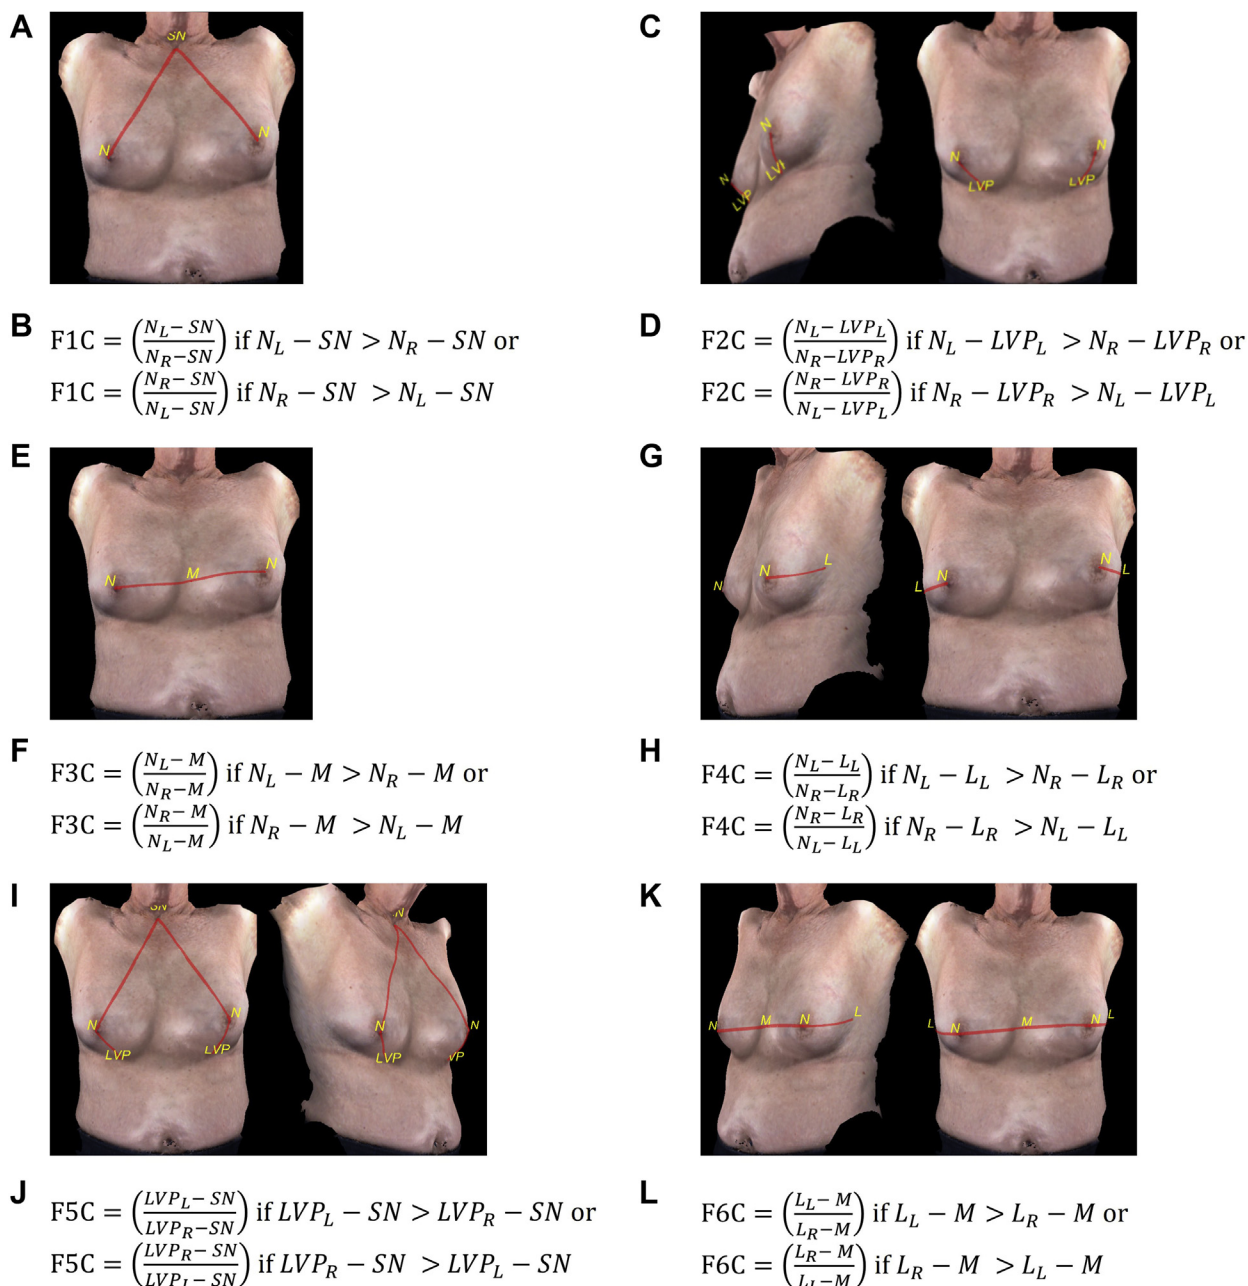 A
SN
N
N
B
F1C = (N_L − SN / N_R − SN) if N_L − SN > N_R − SN or
F1C = (N_R − SN / N_L − SN) if N_R − SN > N_L − SN
C
N
LVP
N
LVP
N
LVP
N
LVP
D
F2C = (N_L − LVP_L / N_R − LVP_R) if N_L − LVP_L > N_R − LVP_R or
F2C = (N_R − LVP_R / N_L − LVP_L) if N_R − LVP_R > N_L − LVP_L
E
N
M
N
F
F3C = (N_L − M / N_R − M) if N_L − M > N_R − M or
F3C = (N_R − M / N_L − M) if N_R − M > N_L − M
G
N
N
L
L
N
N
L
H
F4C = (N_L − L_L / N_R − L_R) if N_L − L_L > N_R − L_R or
F4C = (N_R − L_R / N_L − L_L) if N_R − L_R > N_L − L_L
I
SN
N
N
LVP
LVP
N
N
N
LVP
VP
J
F5C = (LVP_L − SN / LVP_R − SN) if LVP_L − SN > LVP_R − SN or
F5C = (LVP_R − SN / LVP_L − SN) if LVP_R − SN > LVP_L − SN
K
N
M
N
L
L
N
M
N
L
L
F6C = (L_L − M / L_R − M) if L_L − M > L_R − M or
F6C = (L_R − M / L_L − M) if L_R − M > L_L − M